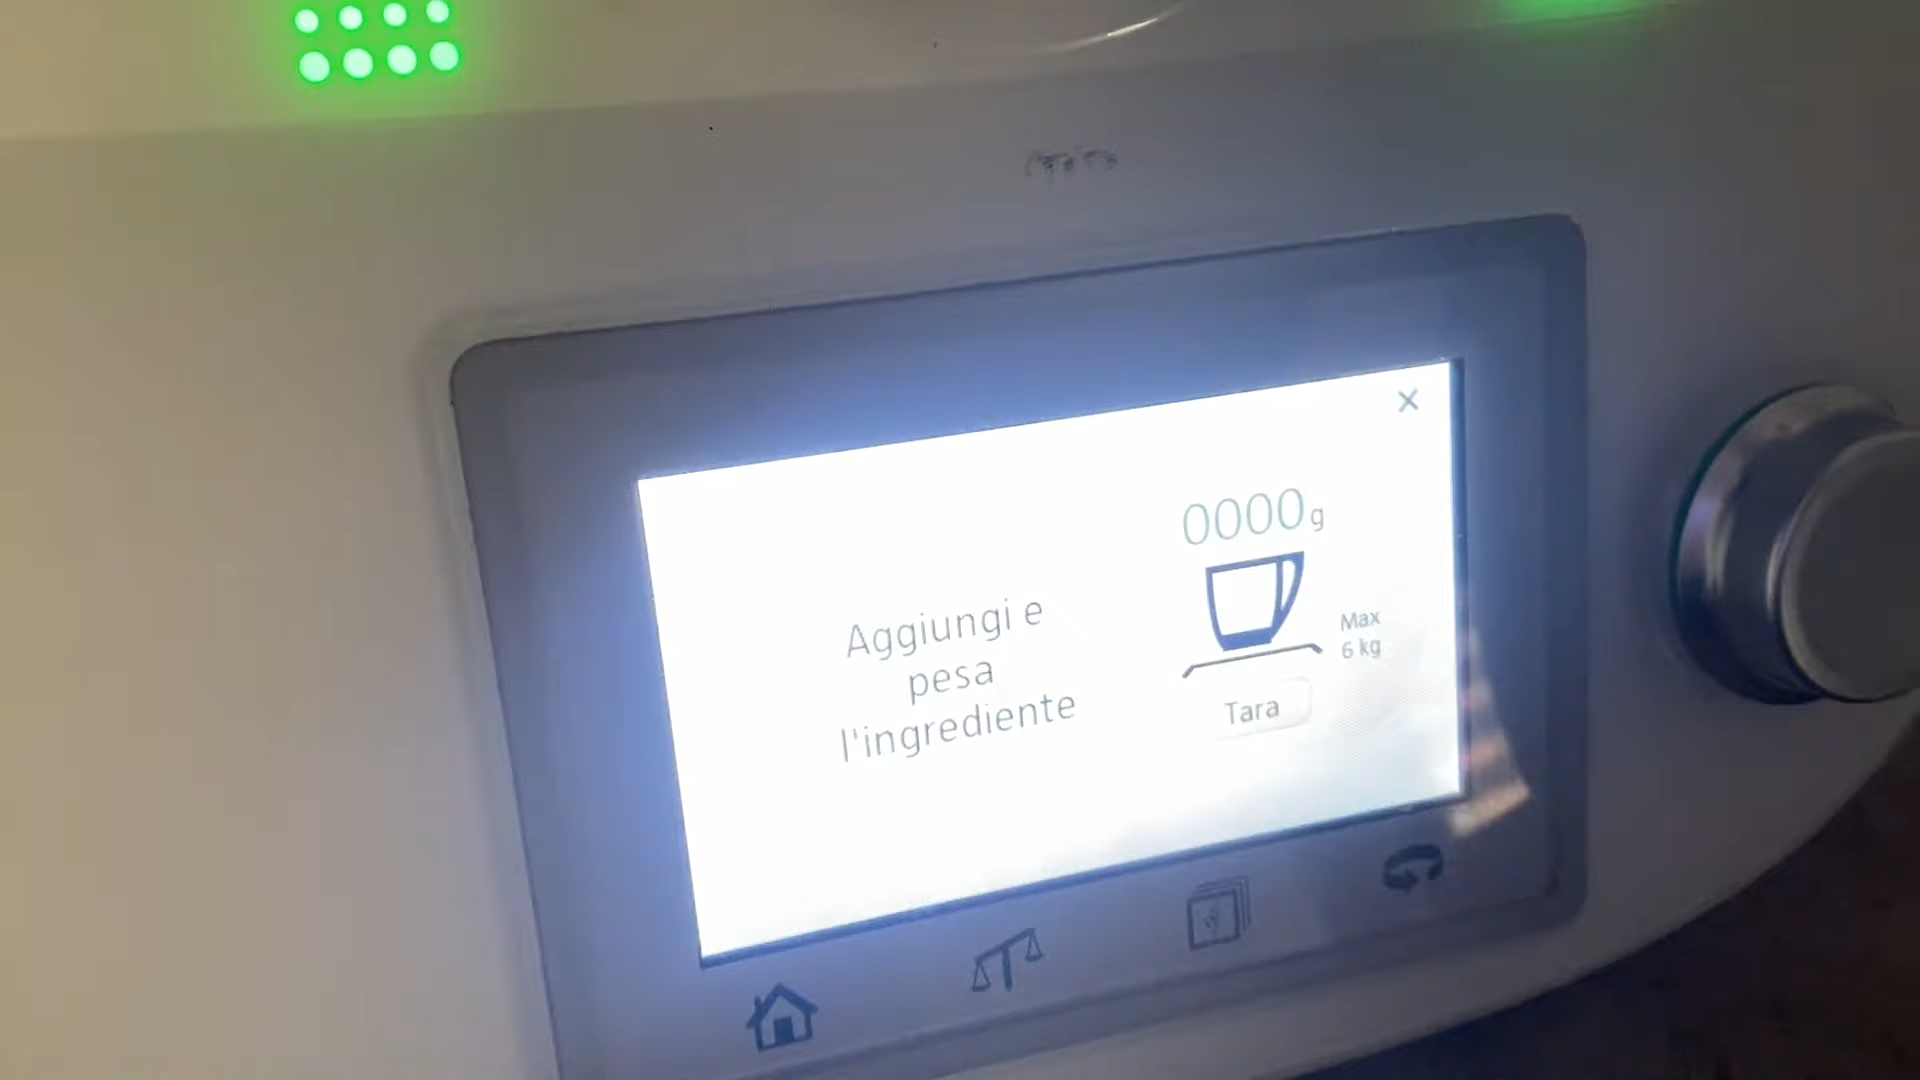 0000g
Aggiungi e
pesa
l'ingrediente
Max
6 kg
Tara